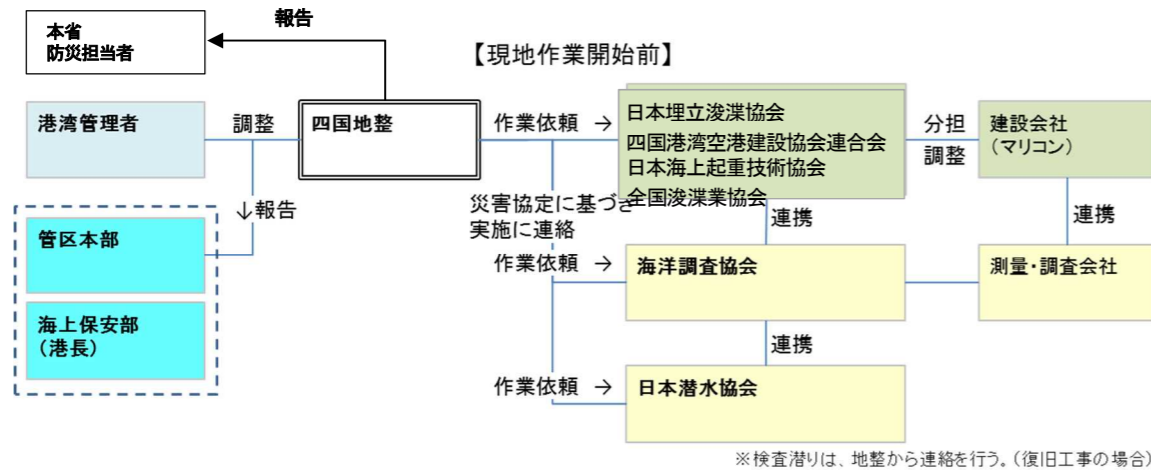 報告
本省
防災担当者
【現地作業開始前】
港湾管理者
調整
四国地整
作業依頼 →
日本埋立浚渫協会
四国港湾空港建設協会連合会
日本海上起重技術協会
全国浚渫業協会
分担
調整
建設会社
(マリコン)
↓報告
災害協定に基づき
実施に連絡
連携
連携
管区本部
作業依頼 →
海洋調査協会
測量・調査会社
海上保安部
(港長)
連携
作業依頼 →
日本潜水協会
※検査潜りは、地整から連絡を行う。(復旧工事の場合)